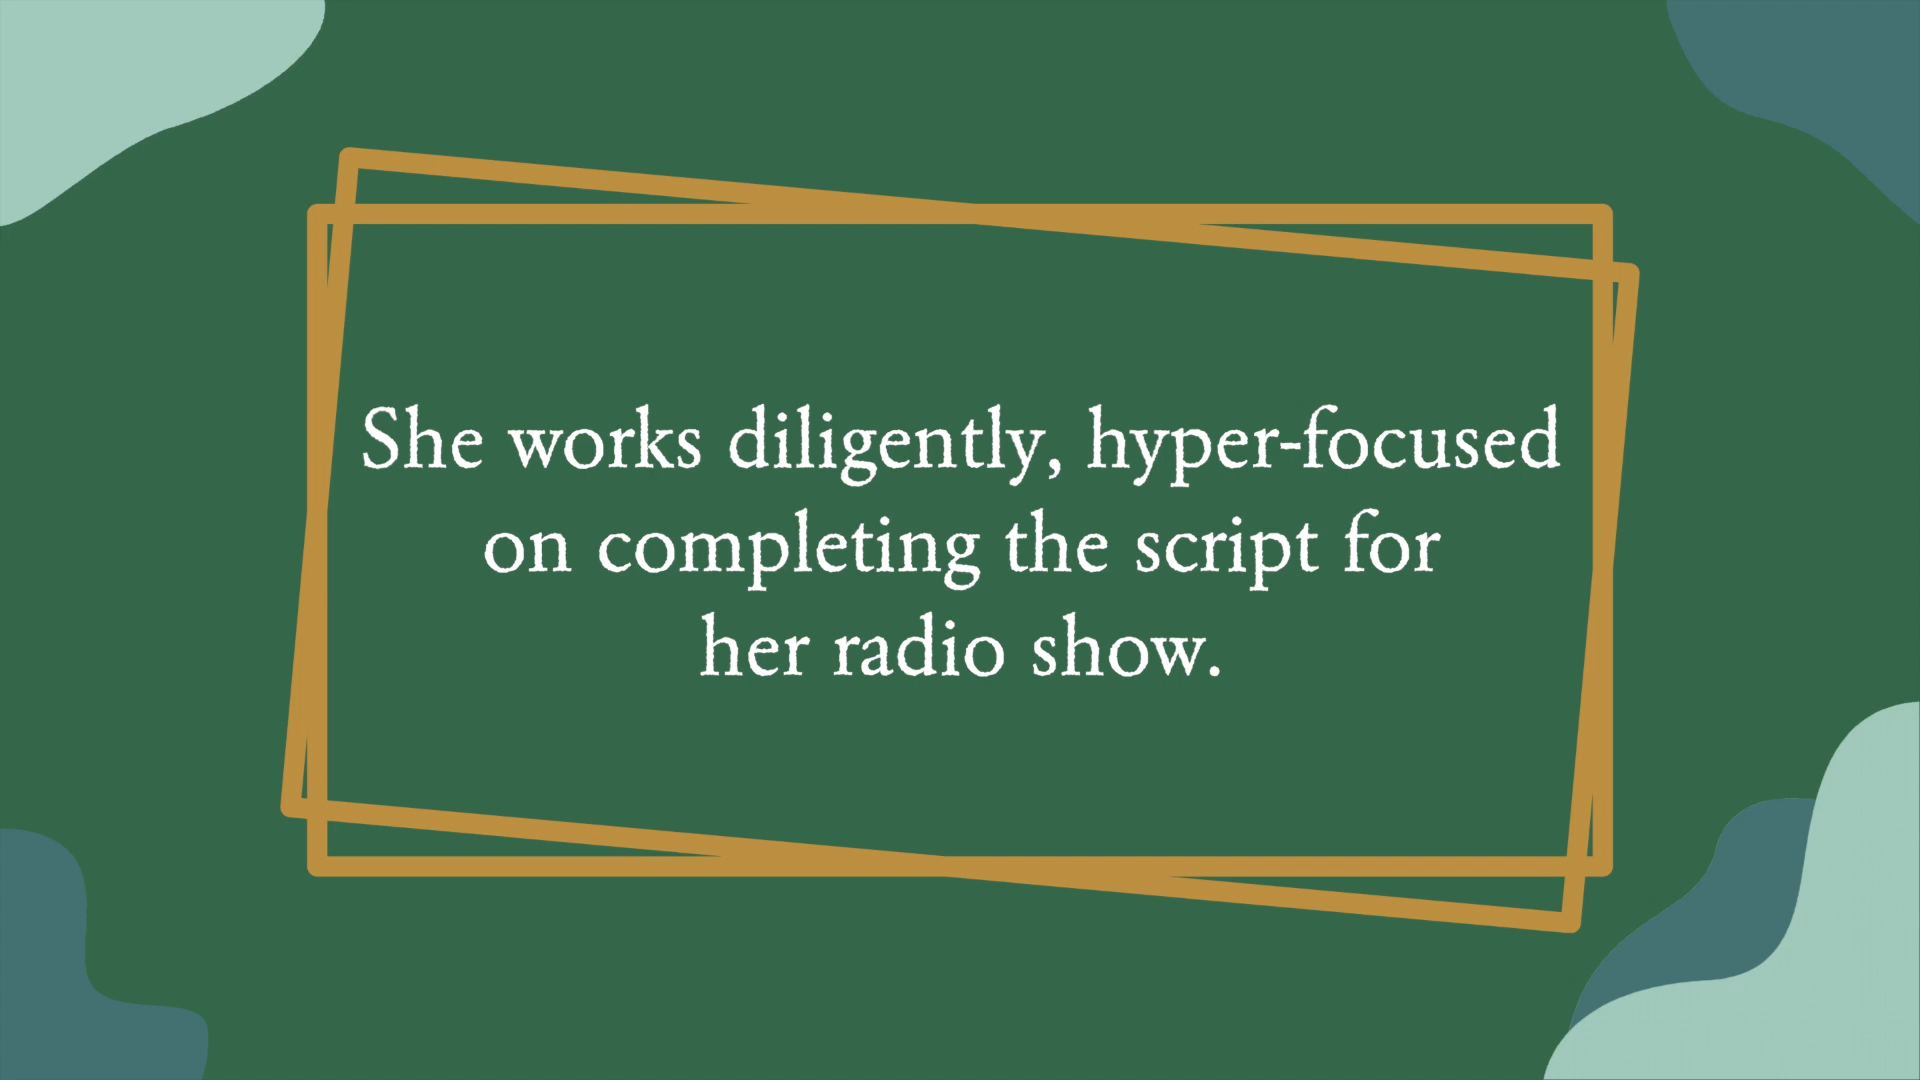 She works diligently, hyper-focused
on completing the script for
her radio show.